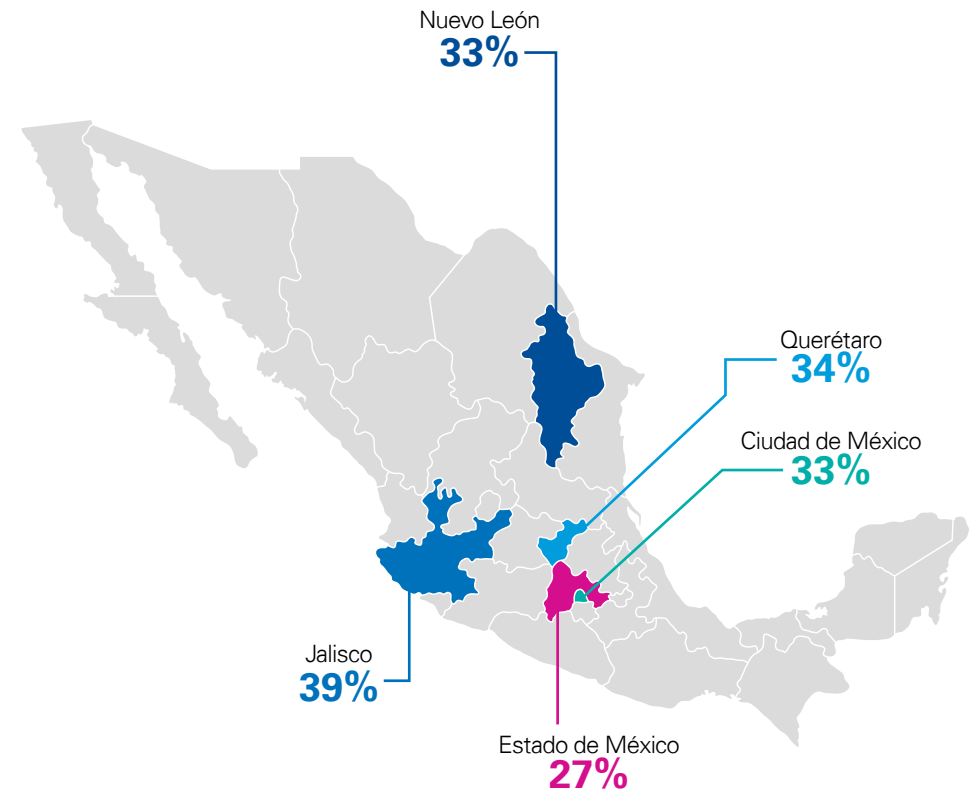 Nuevo León
33%
Querétaro
34%
Ciudad de México
33%
Jalisco
39%
Estado de México
27%